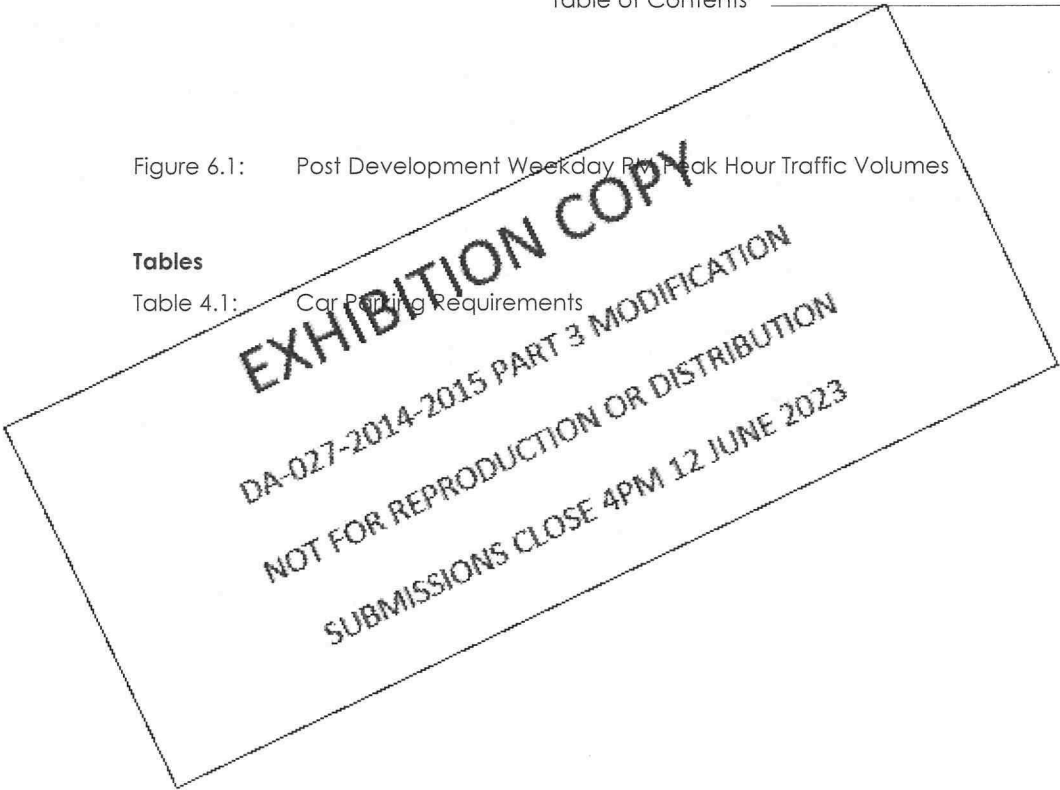 Table of Contents
Figure 6.1: Post Development Weekday PM Peak Hour Traffic Volumes
Tables
Table 4.1: Car Parking Requirements
EXHIBITION COPY
DA-027-2014-2015 PART 3 MODIFICATION
NOT FOR REPRODUCTION OR DISTRIBUTION
SUBMISSIONS CLOSE 4PM 12 JUNE 2023